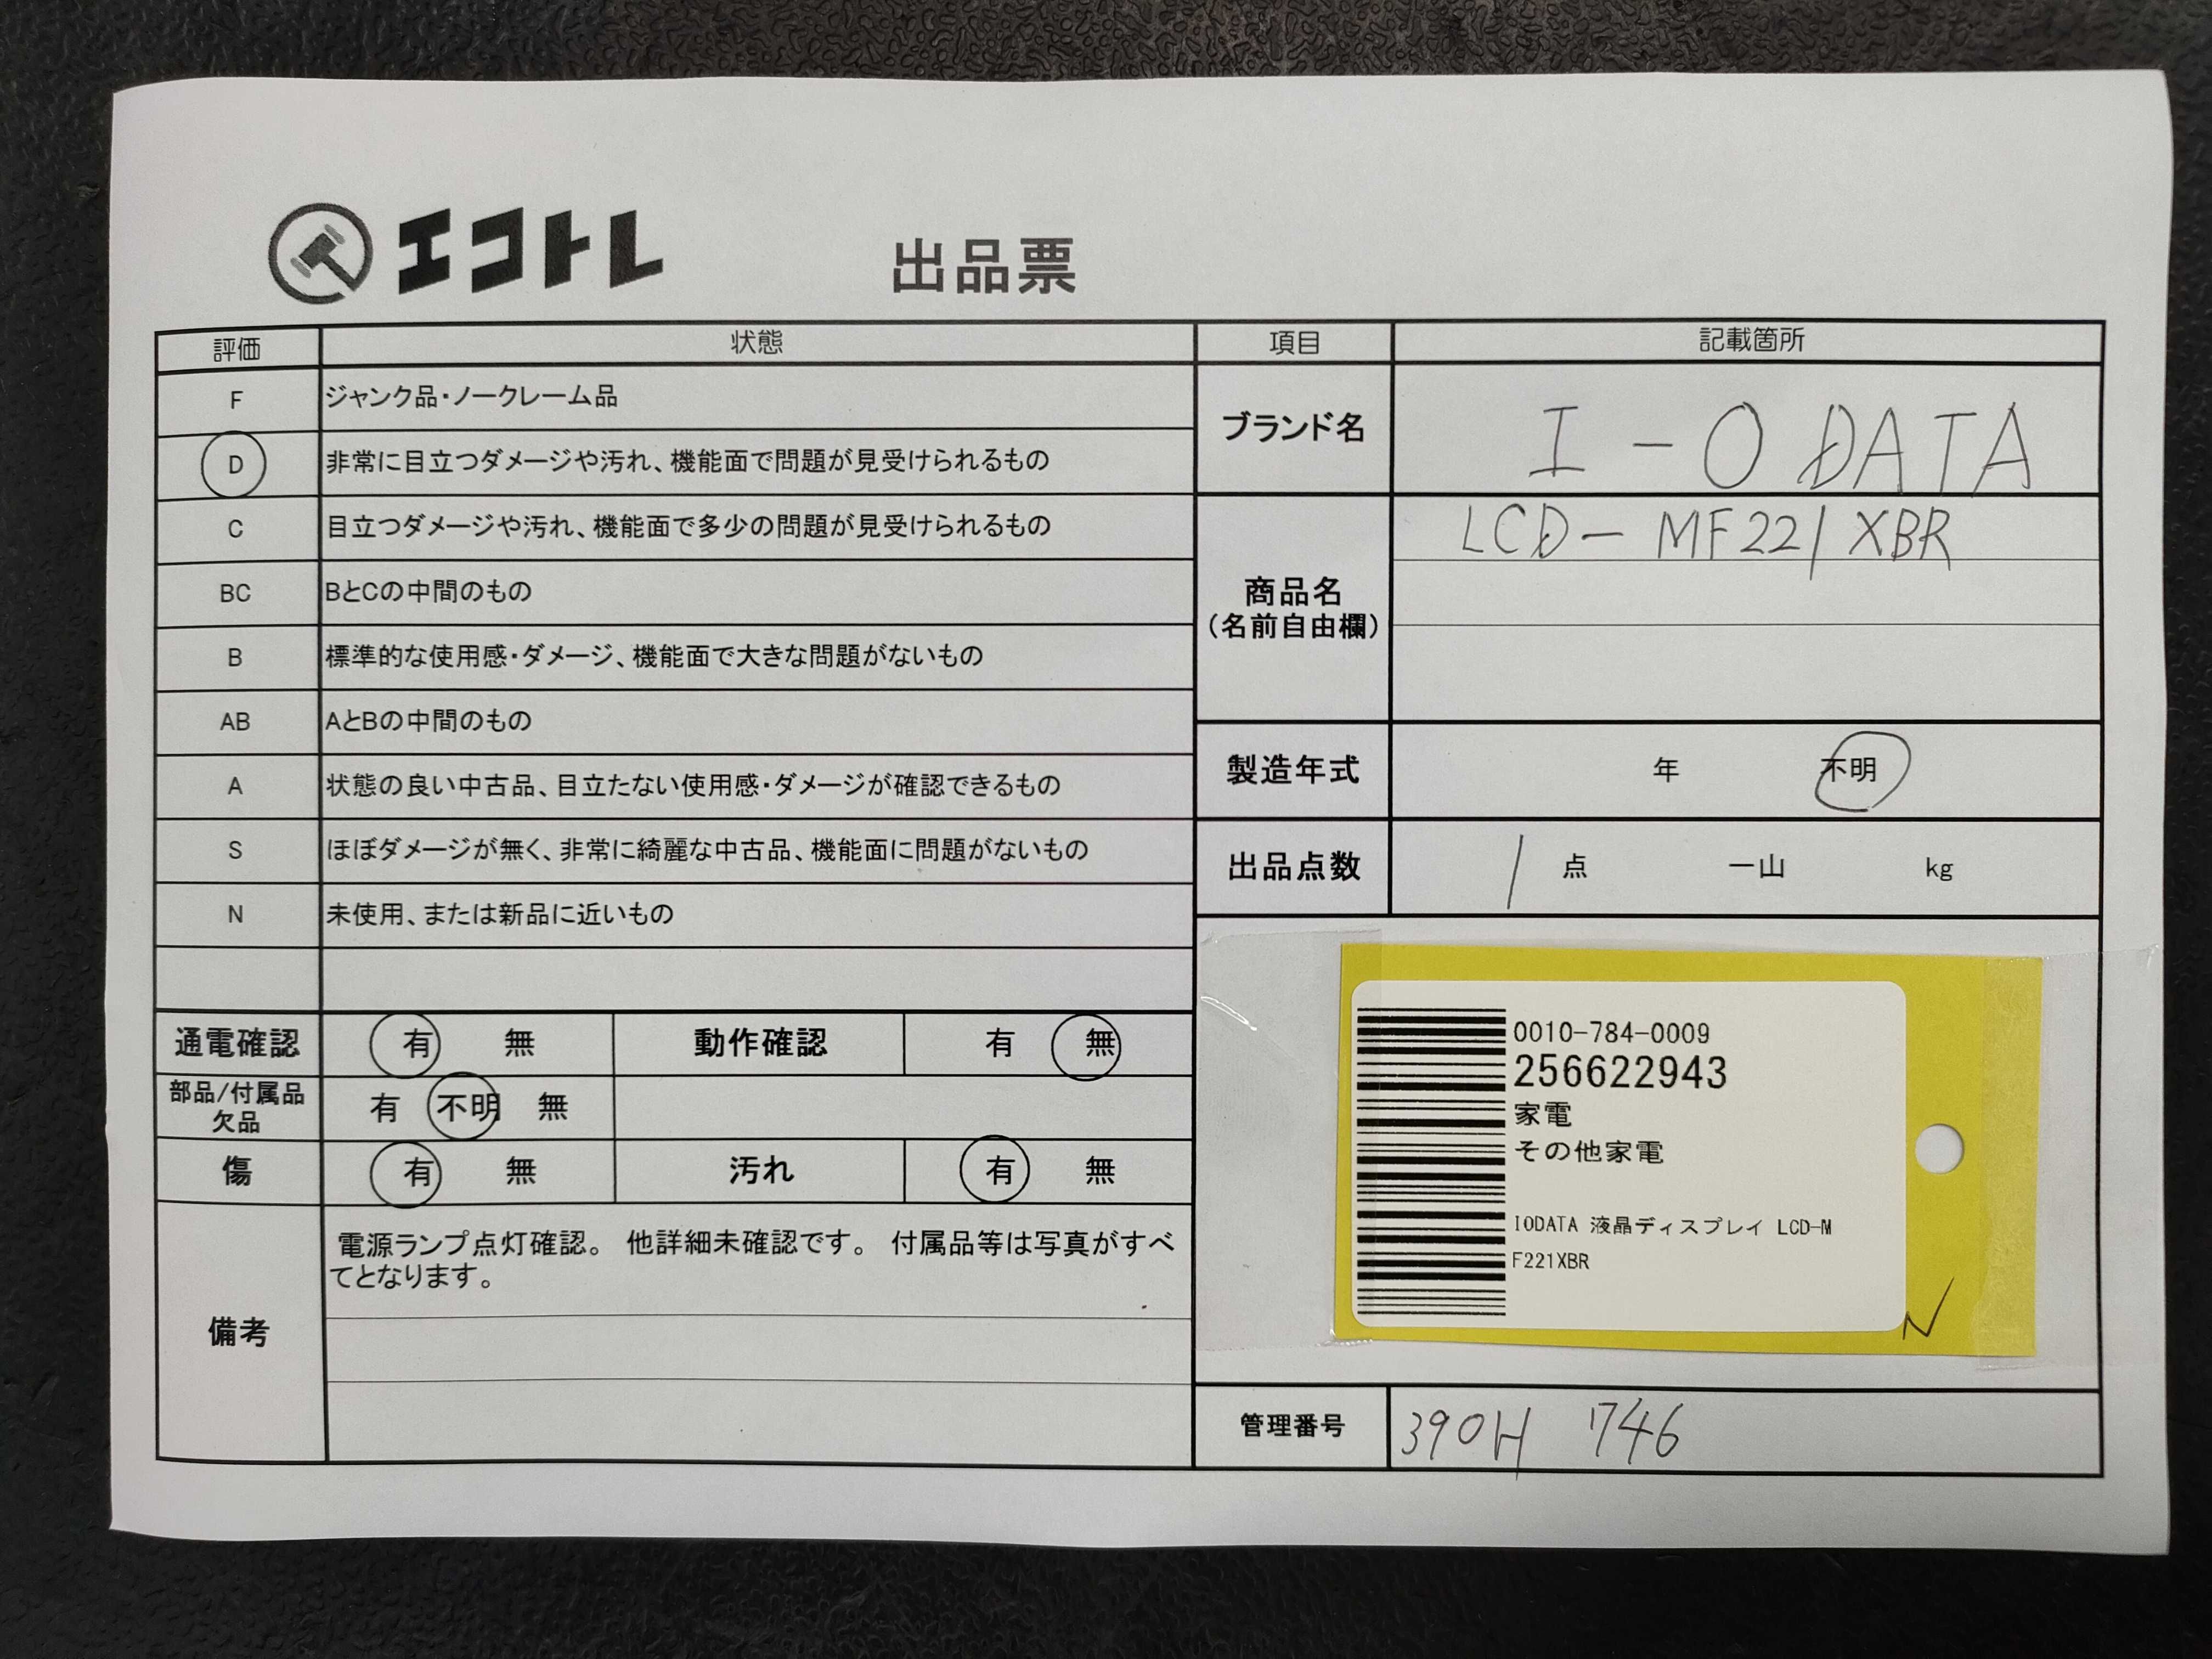 エコトレ
出品票
評価 状態
F ジャンク品・ノークレーム品
D 非常に目立つダメージや汚れ、機能面で問題が見受けられるもの
C 目立つダメージや汚れ、機能面で多少の問題が見受けられるもの
BC BとCの中間のもの
B 標準的な使用感・ダメージ、機能面で大きな問題がないもの
AB AとBの中間のもの
A 状態の良い中古品、目立たない使用感・ダメージが確認できるもの
S ほぼダメージが無く、非常に綺麗な中古品、機能面に問題がないもの
N 未使用、または新品に近いもの
通電確認 有 無 動作確認 有 無
部品/付属品
欠品
有 不明 無
傷 有 無 汚れ 有 無
備考
電源ランプ点灯確認。 他詳細未確認です。 付属品等は写真がすべ
てとなります。
項目 記載箇所
ブランド名 I-O DATA
商品名
(名前自由欄)
LCD-MF221XBR
製造年式 年 不明
出品点数 1 点 一山 kg
0010-784-0009
256622943
家電
その他家電
IODATA 液晶ディスプレイ LCD-M
F221XBR
管理番号 390H 746